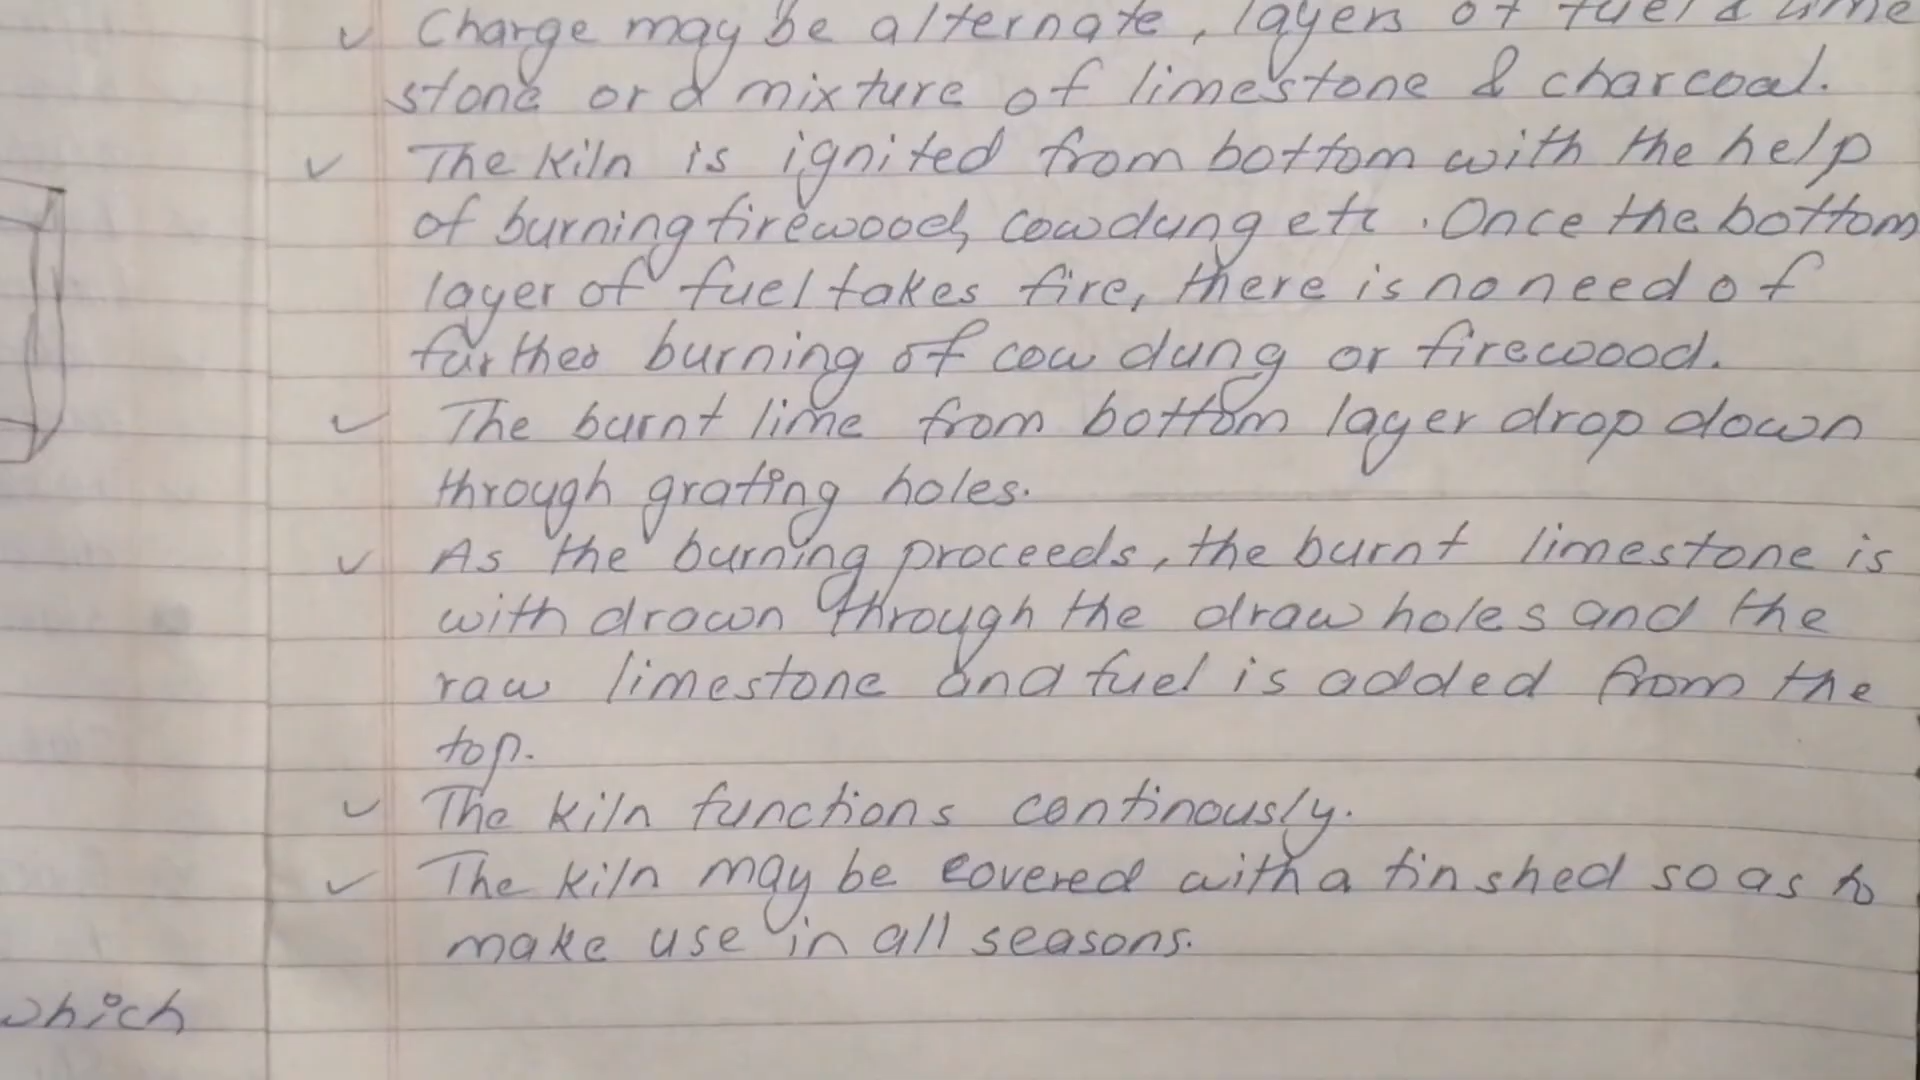 ✓ Charge may be alternate, layers of fuel & lime
stone or a mixture of limestone & charcoal.
✓ The kiln is ignited from bottom with the help
of burning firewood, cowdung etc. Once the bottom
layer of fuel takes fire, there is no need of
further burning of cow dung or firewood.
✓ The burnt lime from bottom layer drop down
through grating holes.
✓ As the burning proceeds, the burnt limestone is
with drawn through the draw holes and the
raw limestone and fuel is added from the
top.
✓ The kiln functions continously.
✓ The kiln may be covered with a tin shed so as to
make use in all seasons.
which